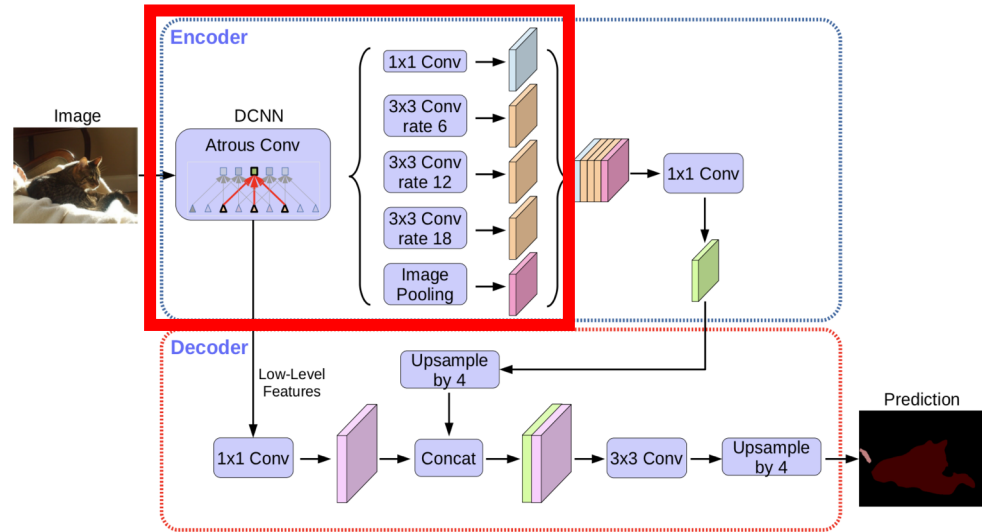 Encoder
Image
DCNN
Atrous Conv
1x1 Conv
3x3 Conv
rate 6
3x3 Conv
rate 12
3x3 Conv
rate 18
Image
Pooling
1x1 Conv
Decoder
Low-Level
Features
Upsample
by 4
1x1 Conv
Concat
3x3 Conv
Upsample
by 4
Prediction